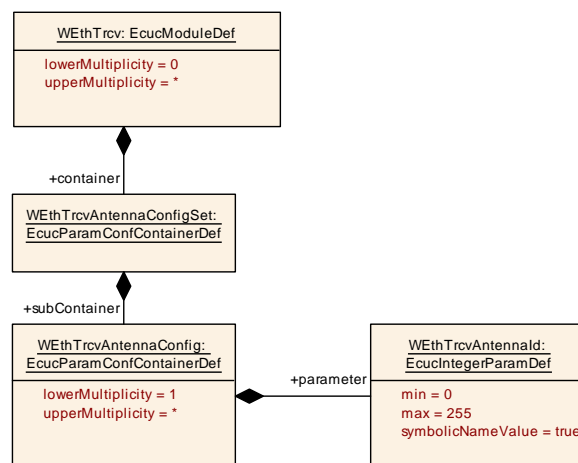 WEthTrcv: EcucModuleDef
lowerMultiplicity = 0
upperMultiplicity = *
+container
WEthTrcvAntennaConfigSet:
EcucParamConfContainerDef
+subContainer
WEthTrcvAntennaConfig:
EcucParamConfContainerDef
lowerMultiplicity = 1
upperMultiplicity = *
+parameter
WEthTrcvAntennaId:
EcucIntegerParamDef
min = 0
max = 255
symbolicNameValue = true